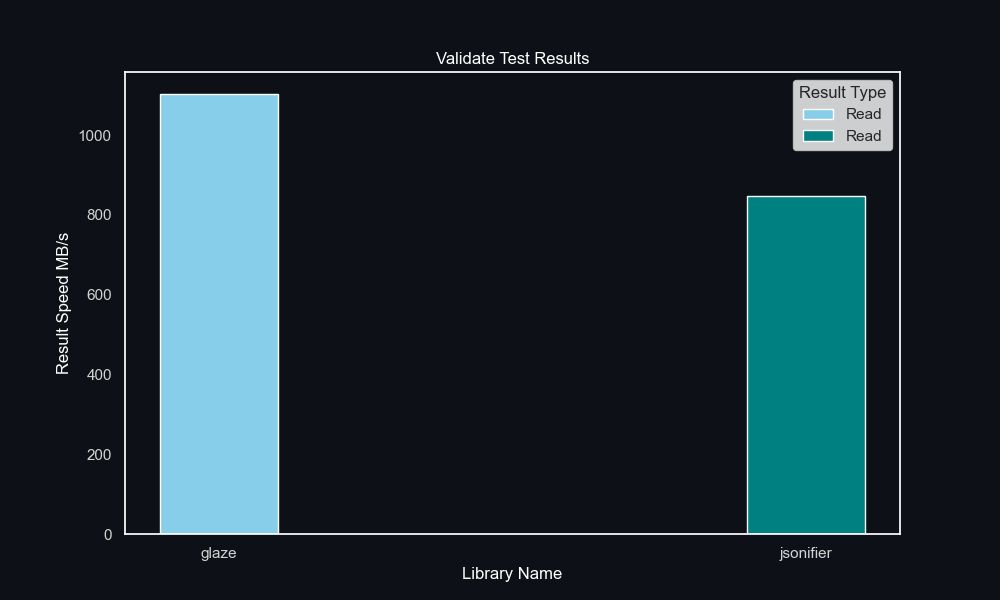 Validate Test Results
Result Type
Read
Read
1000
800
600
400
200
0
Result Speed MB/s
glaze
jsonifier
Library Name